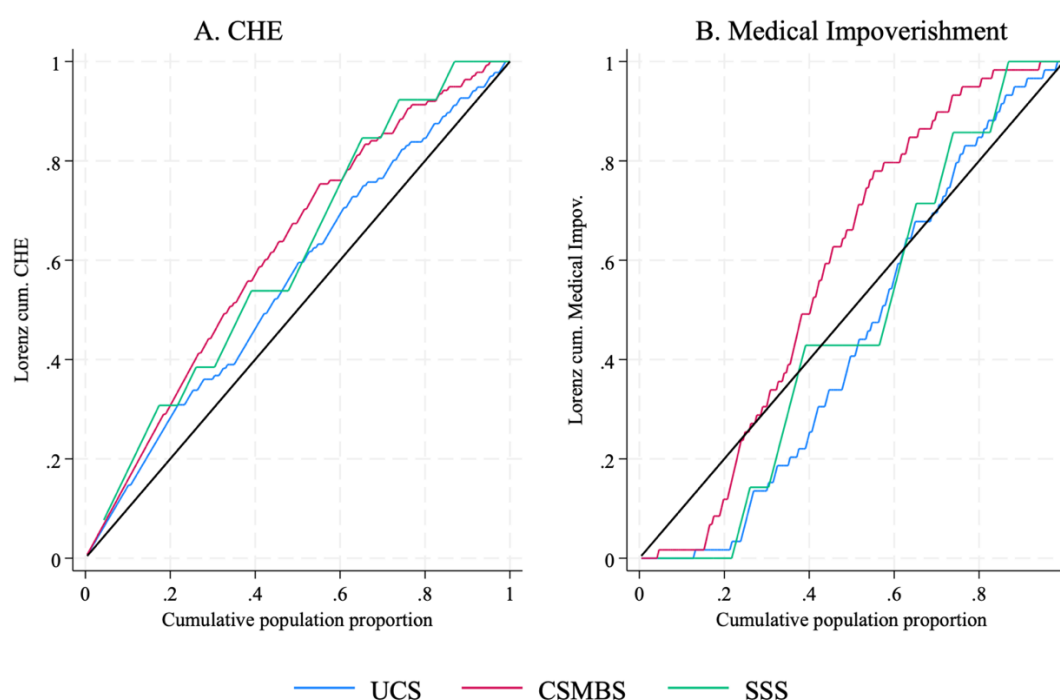 A. CHE
Lorenz cum. CHE
1
.8
.6
.4
.2
0
0 .2 .4 .6 .8 1
Cumulative population proportion
B. Medical Impoverishment
Lorenz cum. Medical Impov.
1
.8
.6
.4
.2
0
0 .2 .4 .6 .8
Cumulative population proportion
UCS CSMBS SSS